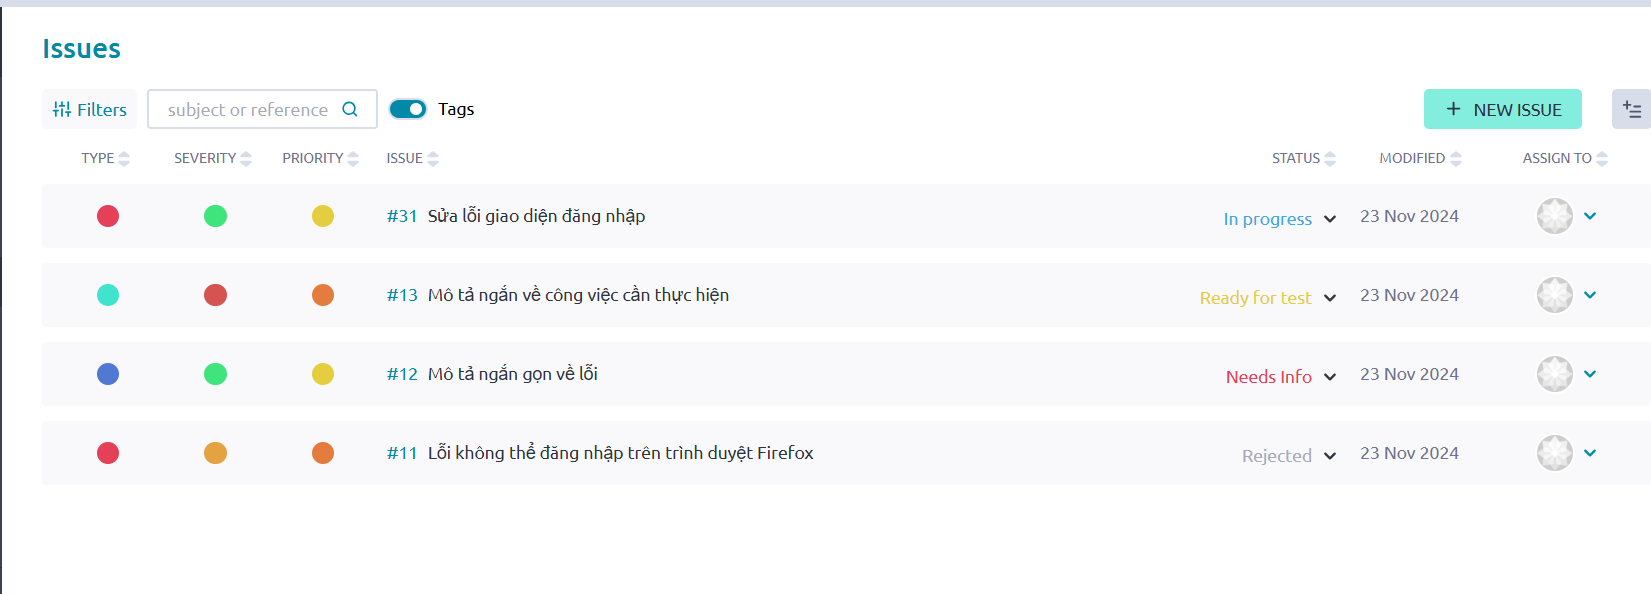 Issues
Filters subject or reference Tags + NEW ISSUE
TYPE SEVERITY PRIORITY ISSUE STATUS MODIFIED ASSIGN TO
#31 Sửa lỗi giao diện đăng nhập In progress 23 Nov 2024
#13 Mô tả ngắn về công việc cần thực hiện Ready for test 23 Nov 2024
#12 Mô tả ngắn gọn về lỗi Needs Info 23 Nov 2024
#11 Lỗi không thể đăng nhập trên trình duyệt Firefox Rejected 23 Nov 2024